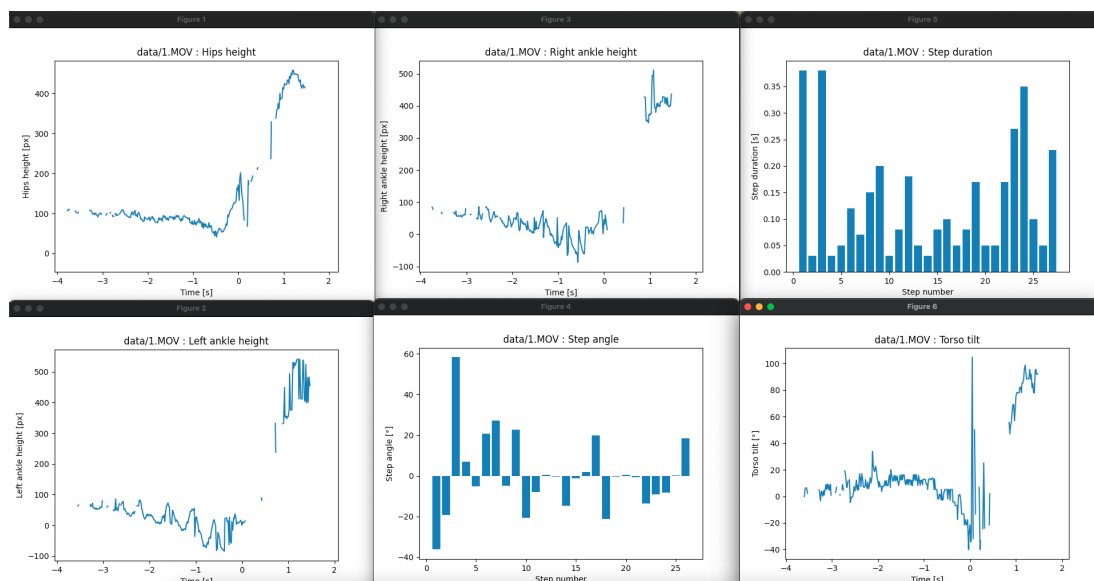 Figure 1
data/1.MOV : Hips height
Hips height [px]
400
300
200
100
0
−4 −3 −2 −1 0 1 2
Time [s]
Figure 3
data/1.MOV : Right ankle height
Right ankle height [px]
500
400
300
200
100
0
−100
−4 −3 −2 −1 0 1 2
Time [s]
Figure 5
data/1.MOV : Step duration
Step duration [s]
0.35
0.30
0.25
0.20
0.15
0.10
0.05
0.00
0 5 10 15 20 25
Step number
Figure 2
data/1.MOV : Left ankle height
Left ankle height [px]
500
400
300
200
100
0
−100
−4 −3 −2 −1 0 1 2
Time [s]
Figure 4
data/1.MOV : Step angle
Step angle [°]
60
40
20
0
−20
−40
0 5 10 15 20 25
Step number
Figure 6
data/1.MOV : Torso tilt
Torso tilt [°]
100
80
60
40
20
0
−20
−40
−4 −3 −2 −1 0 1 2
Time [s]